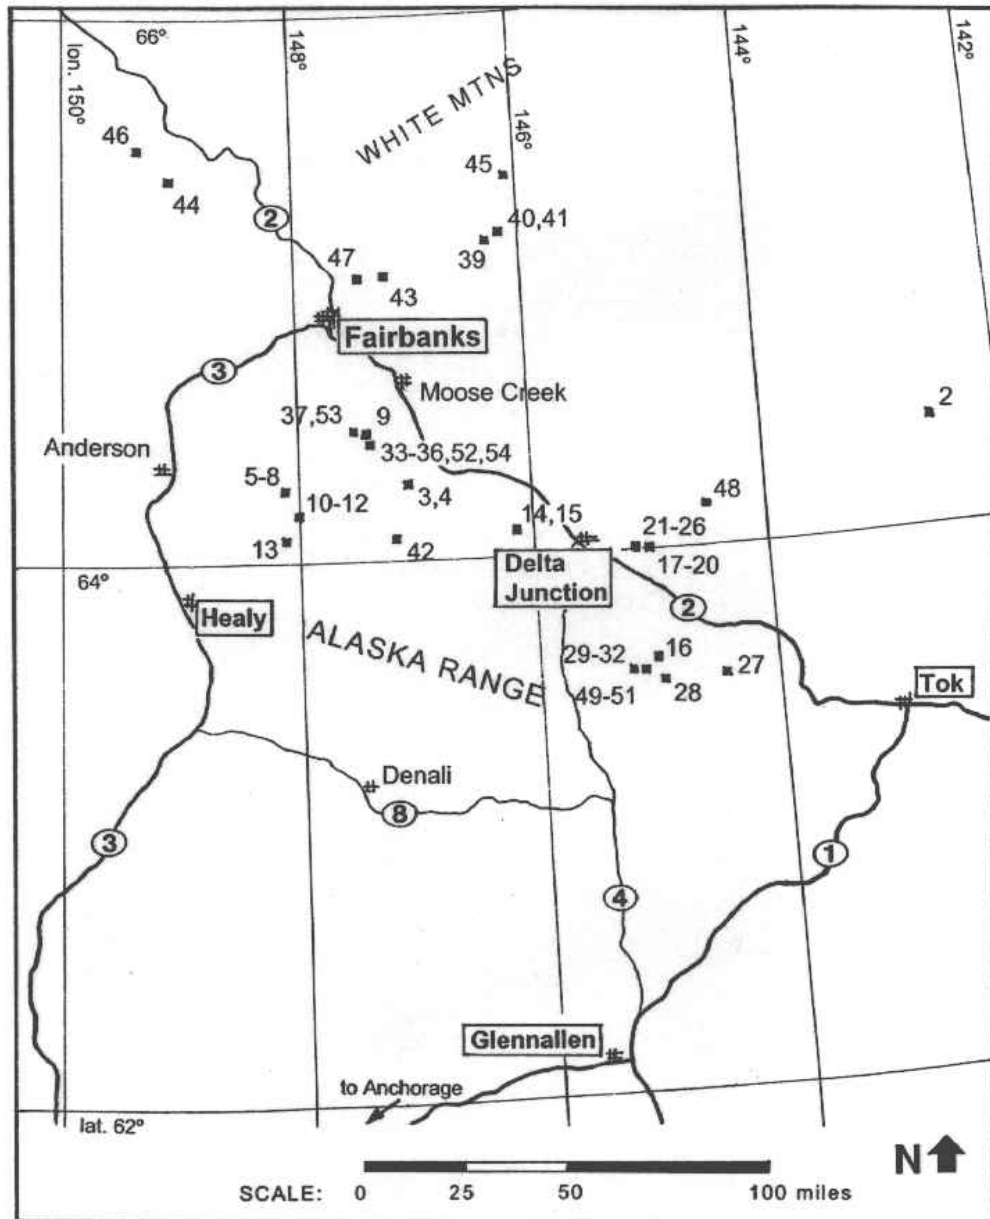 66°
lon. 150°
148°
WHITE MTNS
146°
144°
142°
46
44
2
45
40,41
39
47
43
Fairbanks
3
Moose Creek
2
37,53
9
33-36,52,54
Anderson
5-8
10-12
3,4
48
14,15
21-26
13
42
17-20
64°
Delta
Junction
2
Healy
ALASKA RANGE
29-32
16
27
49-51
28
Tok
Denali
8
3
1
4
Glennallen
to Anchorage
lat. 62°
N
SCALE: 0 25 50 100 miles